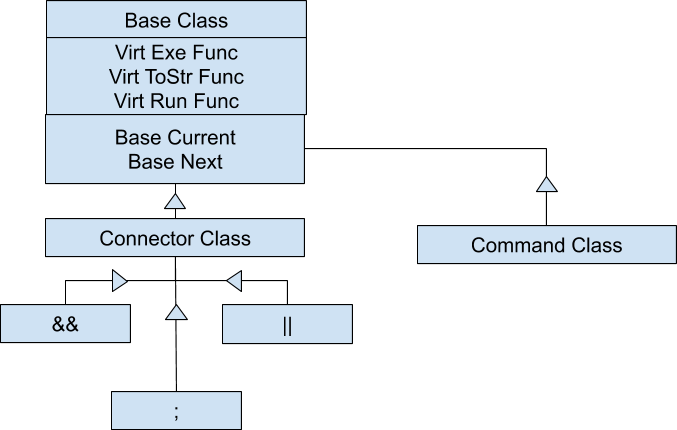 Base Class
Virt Exe Func
Virt ToStr Func
Virt Run Func
Base Current
Base Next
Connector Class
Command Class
&&
||
;